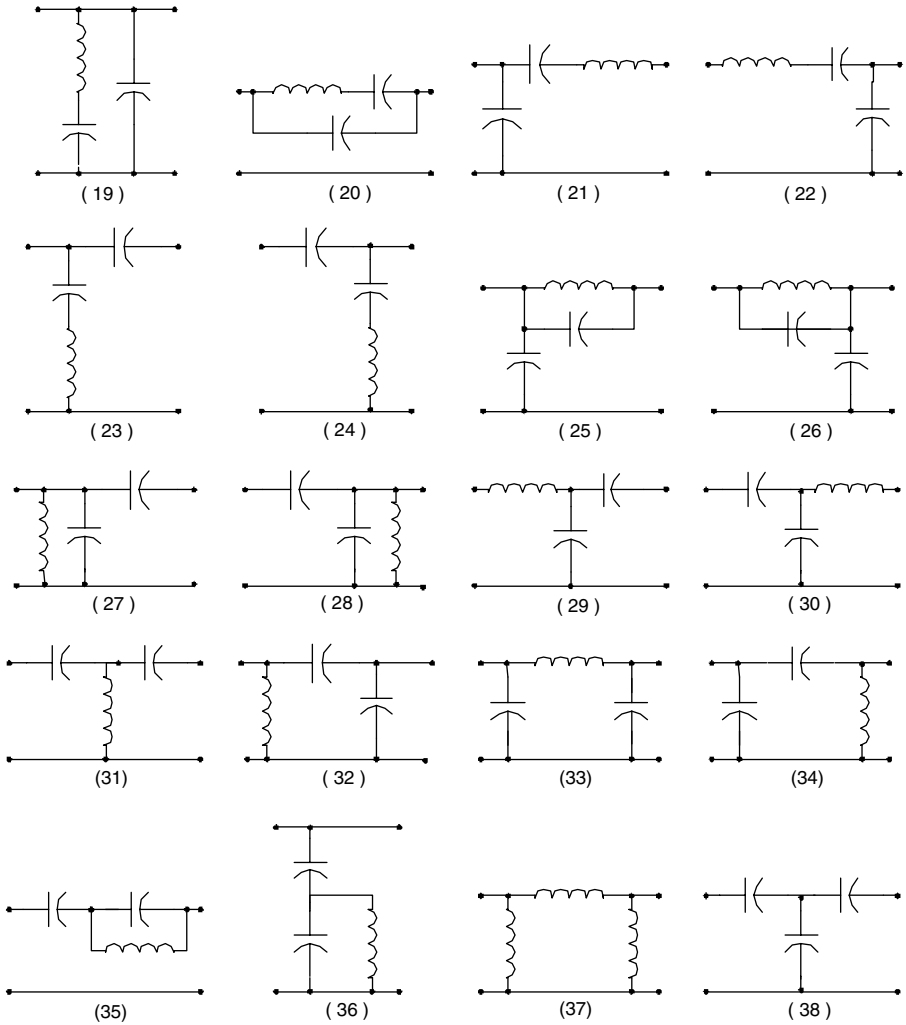 ( 19 )
( 20 )
( 21 )
( 22 )
( 23 )
( 24 )
( 25 )
( 26 )
( 27 )
( 28 )
( 29 )
( 30 )
(31)
( 32 )
(33)
(34)
(35)
( 36 )
(37)
( 38 )